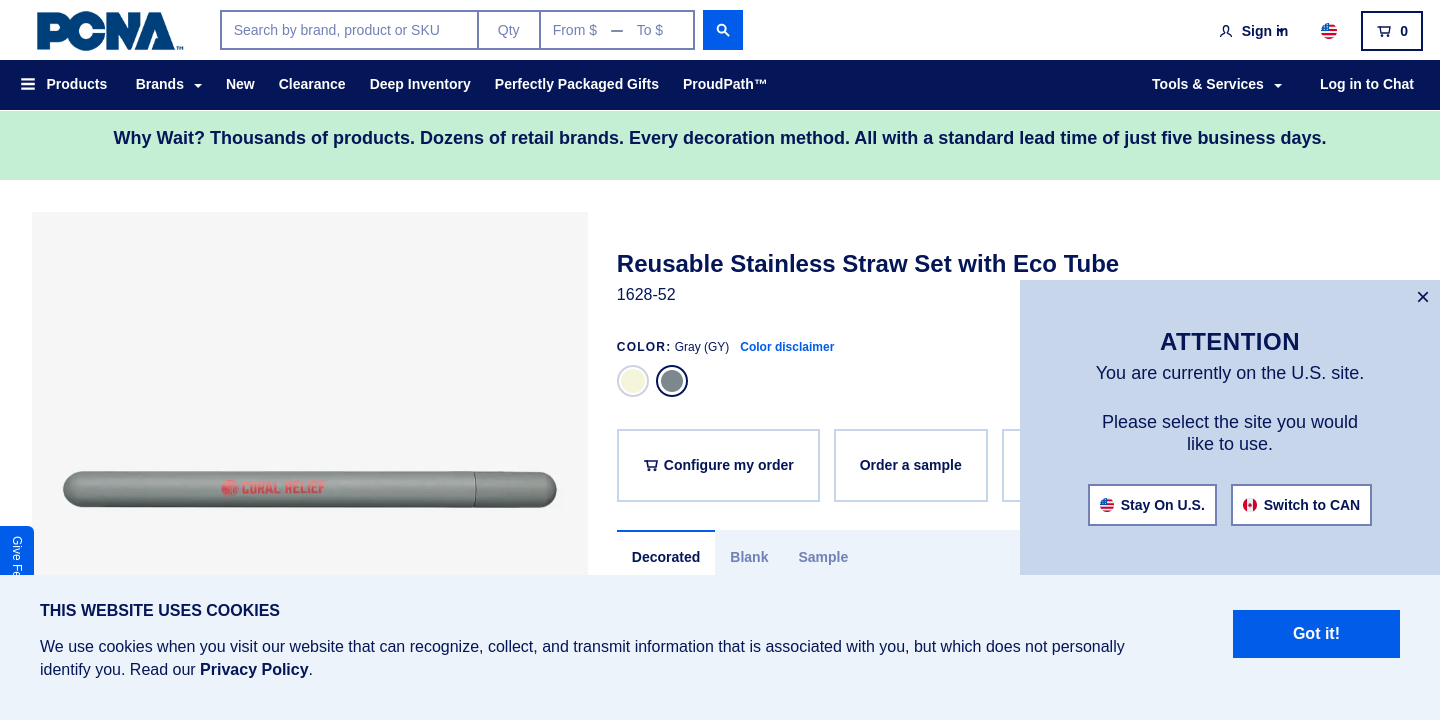 PCNA™
Search by brand, product or SKU
Qty
From $ — To $
Sign in
0
Products
Brands
New
Clearance
Deep Inventory
Perfectly Packaged Gifts
ProudPath™
Tools & Services
Log in to Chat
Why Wait? Thousands of products. Dozens of retail brands. Every decoration method. All with a standard lead time of just five business days.
CORAL RELIEF
Reusable Stainless Straw Set with Eco Tube
1628-52
COLOR: Gray (GY) Color disclaimer
Configure my order
Order a sample
Decorated
Blank
Sample
×
ATTENTION
You are currently on the U.S. site.
Please select the site you would
like to use.
Stay On U.S.
Switch to CAN
Give
THIS WEBSITE USES COOKIES
We use cookies when you visit our website that can recognize, collect, and transmit information that is associated with you, but which does not personally
identify you. Read our Privacy Policy.
Got it!